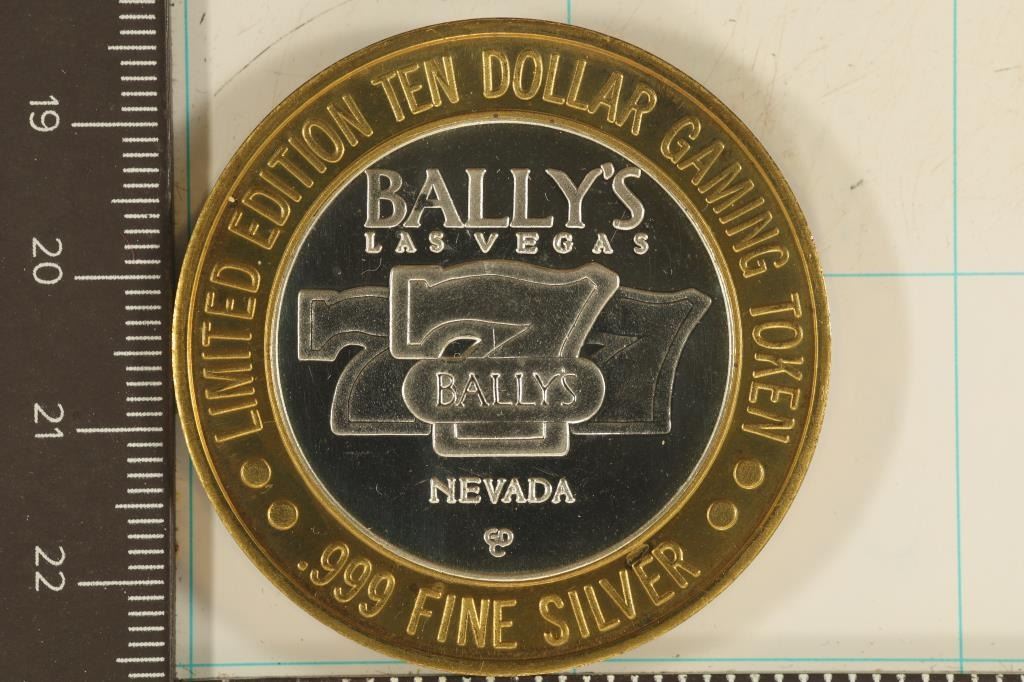 LIMITED EDITION TEN DOLLAR GAMING TOKEN
BALLY'S
LAS VEGAS
BALLY'S
NEVADA
.999 FINE SILVER
19
20
21
22